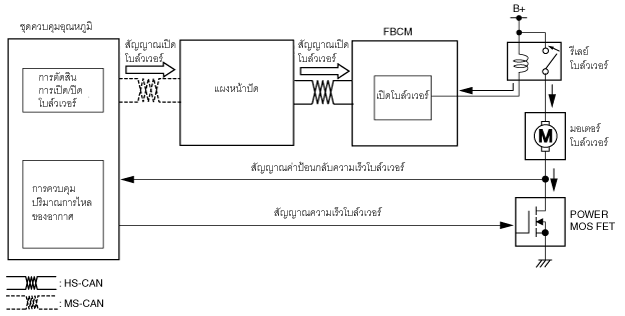 B+
ชุดควบคุมอุณหภูมิ
สัญญาณเปิด
โบล์วเวอร์
สัญญาณเปิด
โบล์วเวอร์
FBCM
รีเลย์
โบล์วเวอร์
การตัดสิน
การเปิด/ปิด
โบล์วเวอร์
แผงหน้าปัด
เปิดโบล์วเวอร์
M
มอเตอร์
โบล์วเวอร์
สัญญาณค่าป้อนกลับความเร็วโบล์วเวอร์
การควบคุม
ปริมาณการไหล
ของอากาศ
สัญญาณความเร็วโบล์วเวอร์
POWER
MOS FET
: HS-CAN
: MS-CAN